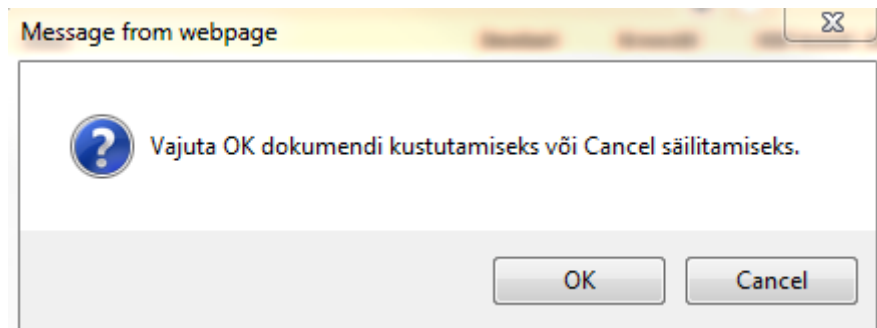 Message from webpage
Vajuta OK dokumendi kustutamiseks või Cancel säilitamiseks.
OK
Cancel